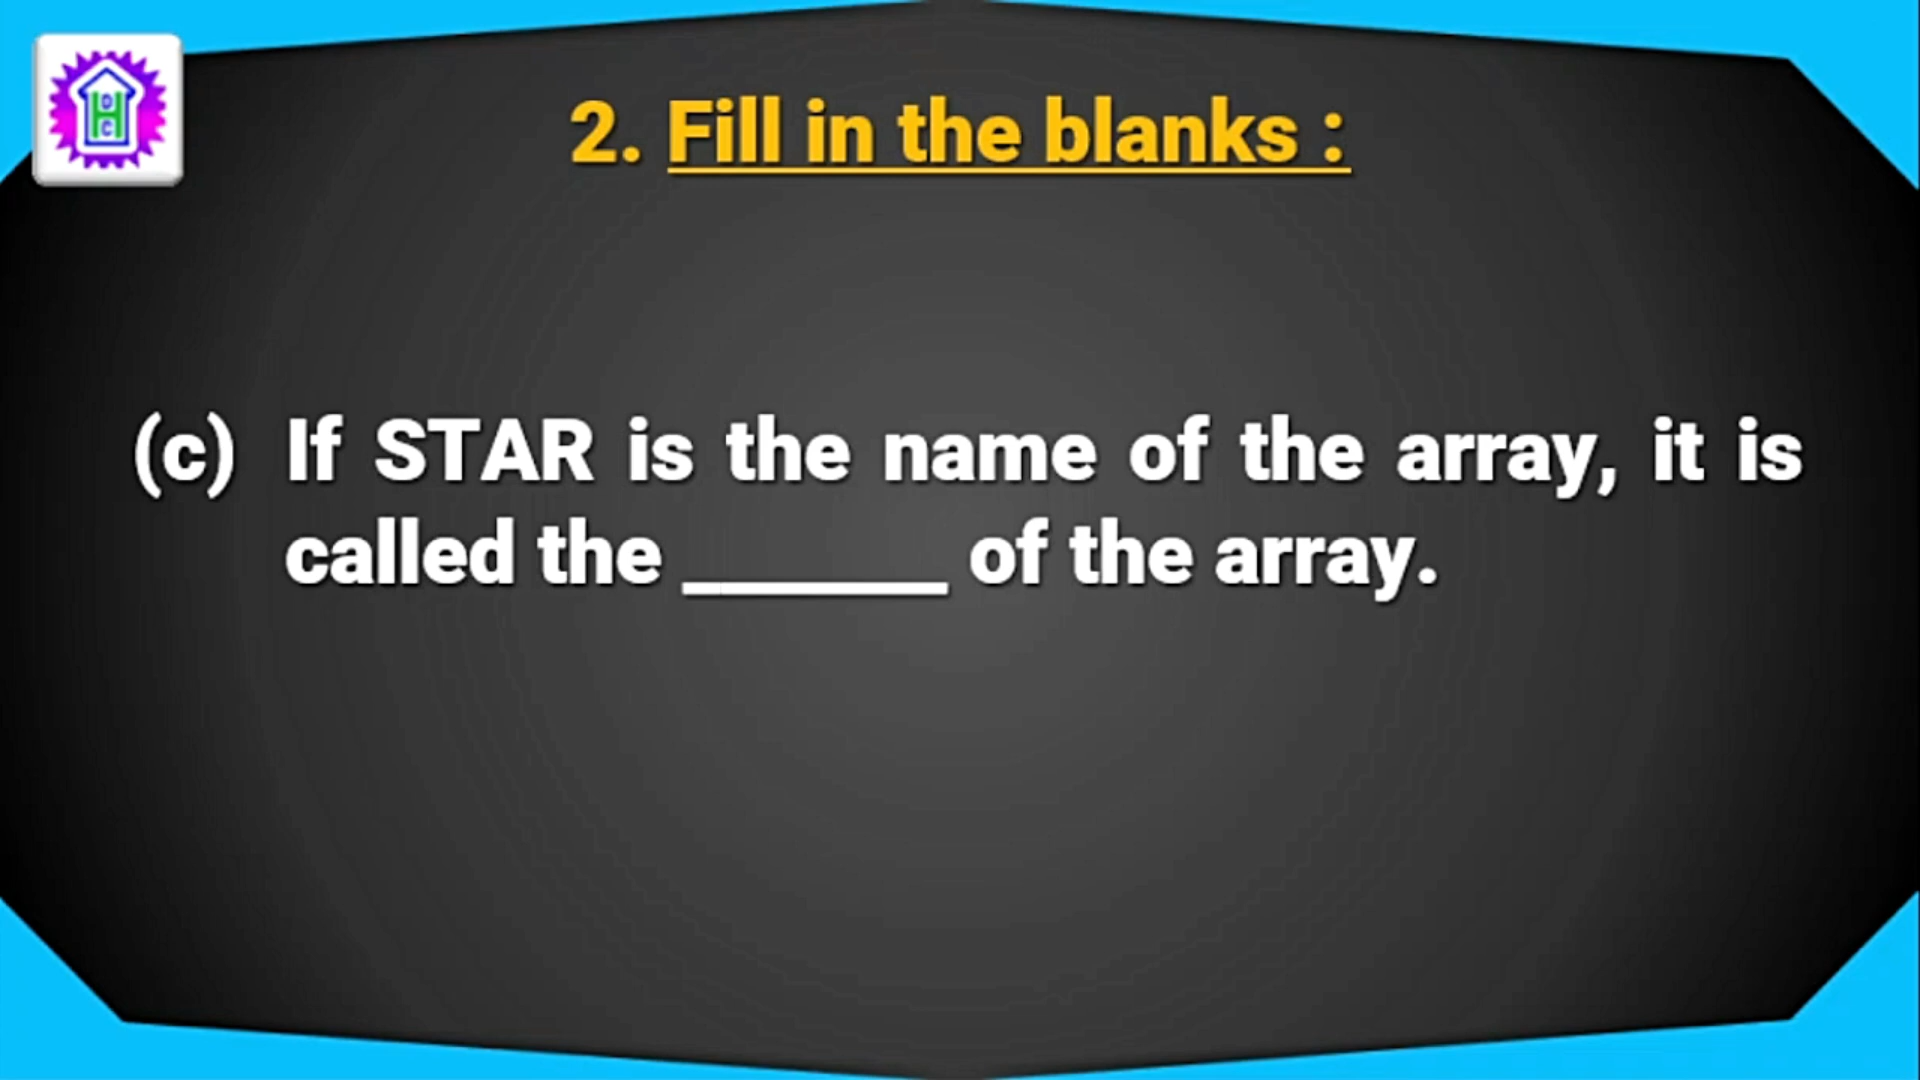 2. Fill in the blanks :
(c) If STAR is the name of the array, it is
called the ______ of the array.